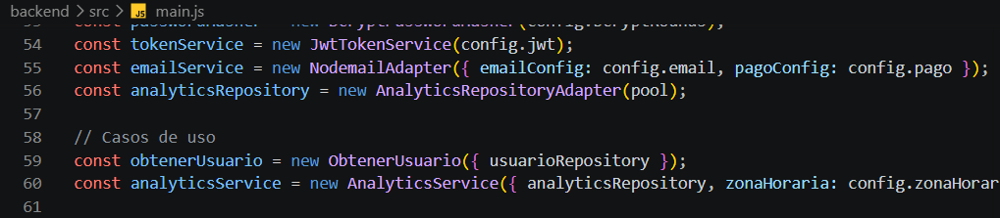 backend > src > JS main.js
54 const tokenService = new JwtTokenService(config.jwt);
55 const emailService = new NodemailAdapter({ emailConfig: config.email, pagoConfig: config.pago });
56 const analyticsRepository = new AnalyticsRepositoryAdapter(pool);
57
58 // Casos de uso
59 const obtenerUsuario = new ObtenerUsuario({ usuarioRepository });
60 const analyticsService = new AnalyticsService({ analyticsRepository, zonaHoraria: config.zonaHorar
61